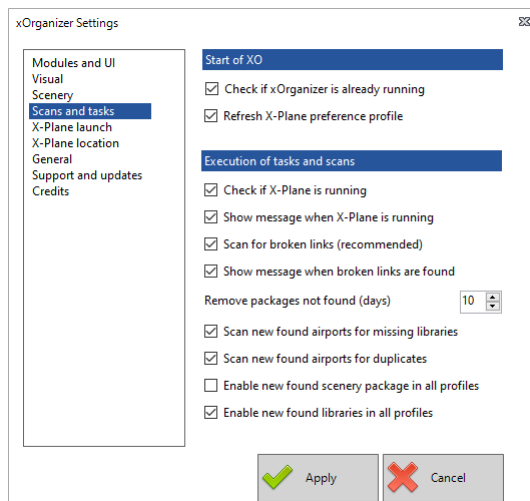 xOrganizer Settings
Modules and UI
Visual
Scenery
Scans and tasks
X-Plane launch
X-Plane location
General
Support and updates
Credits
Start of XO
Check if xOrganizer is already running
Refresh X-Plane preference profile
Execution of tasks and scans
Check if X-Plane is running
Show message when X-Plane is running
Scan for broken links (recommended)
Show message when broken links are found
Remove packages not found (days) 10
Scan new found airports for missing libraries
Scan new found airports for duplicates
Enable new found scenery package in all profiles
Enable new found libraries in all profiles
Apply Cancel